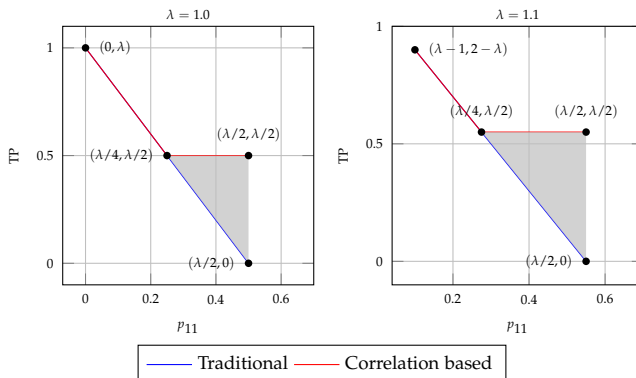 λ = 1.0
1
0.5
0
TP
(0, λ)
(λ/4, λ/2)
(λ/2, λ/2)
(λ/2, 0)
0
0.2
0.4
0.6
p11
λ = 1.1
1
0.5
0
TP
(λ − 1, 2 − λ)
(λ/4, λ/2)
(λ/2, λ/2)
(λ/2, 0)
0.2
0.4
0.6
p11
Traditional
Correlation based